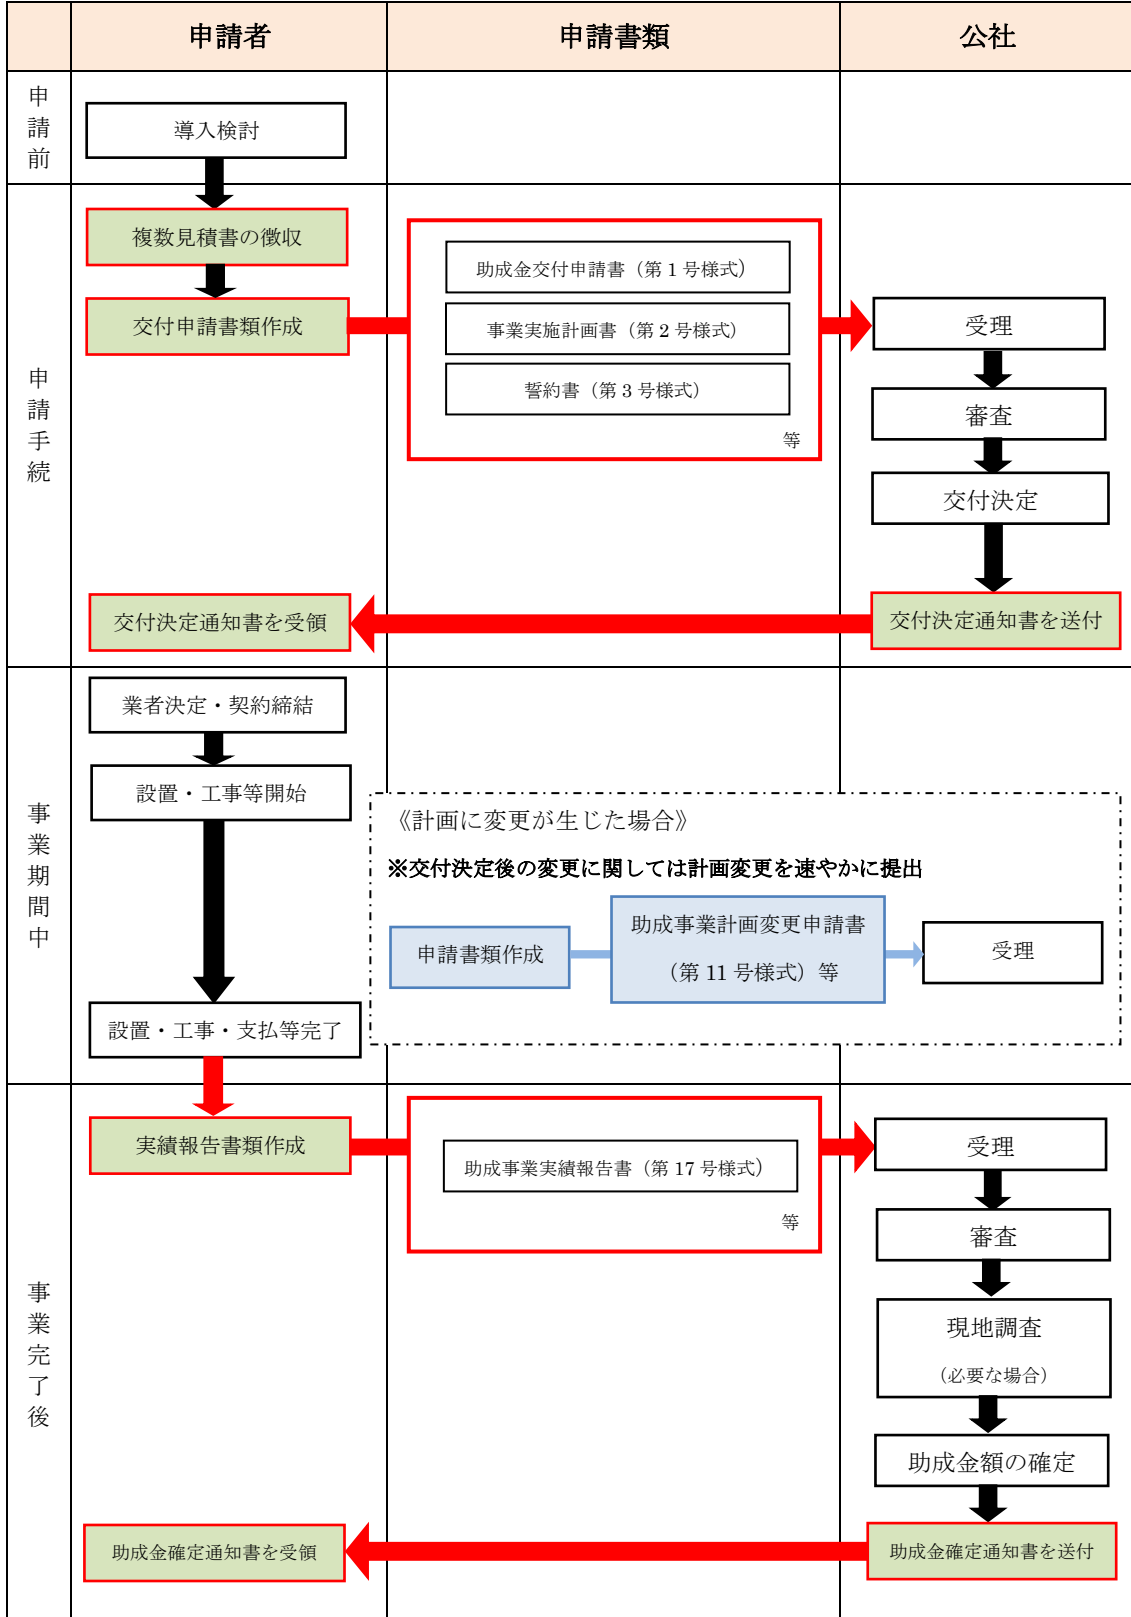 申請者
申請書類
公社
申請前
導入検討
申請手続
複数見積書の徴収
交付申請書類作成
助成金交付申請書（第 1 号様式）
事業実施計画書（第 2 号様式）
誓約書（第 3 号様式）
等
受理
審査
交付決定
交付決定通知書を送付
交付決定通知書を受領
事業期間中
業者決定・契約締結
設置・工事等開始
《計画に変更が生じた場合》
※交付決定後の変更に関しては計画変更を速やかに提出
申請書類作成
助成事業計画変更申請書
（第 11 号様式）等
受理
設置・工事・支払等完了
事業完了後
実績報告書類作成
助成事業実績報告書（第 17 号様式）
等
受理
審査
現地調査
（必要な場合）
助成金額の確定
助成金確定通知書を送付
助成金確定通知書を受領